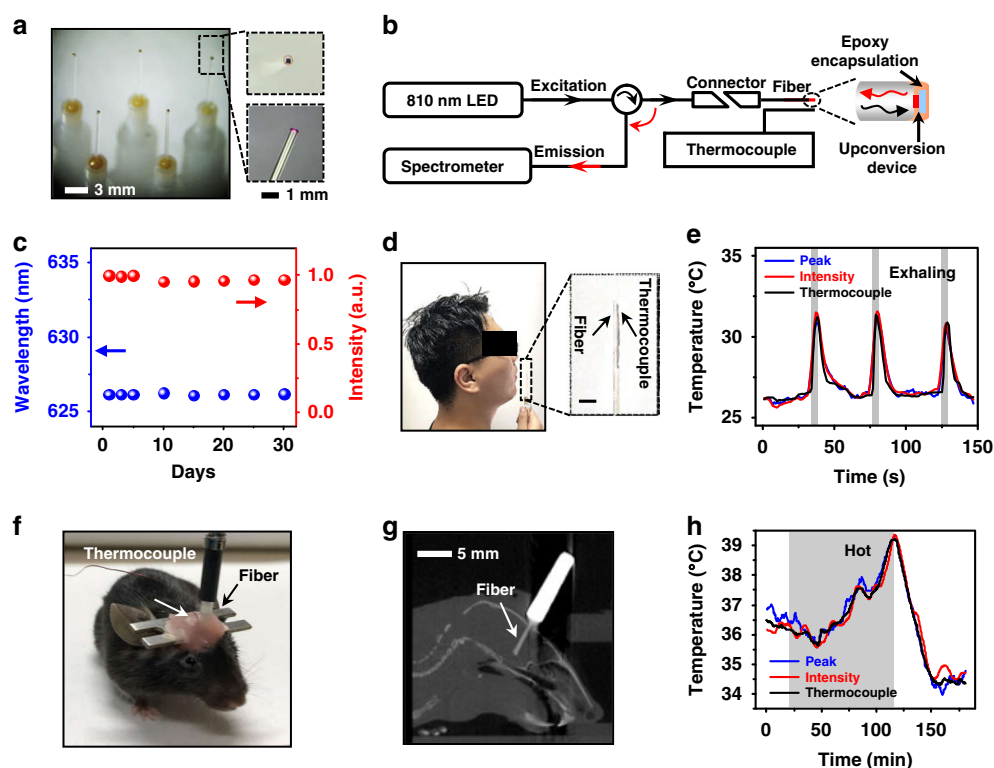 a
3 mm
1 mm
b
810 nm LED
Excitation
Connector
Fiber
Epoxy
encapsulation
Thermocouple
Upconversion
device
Emission
Spectrometer
c
Wavelength (nm)
635
630
625
1.0
0.5
0.0
Intensity (a.u.)
0
10
20
30
Days
d
Fiber
Thermocouple
e
Temperature (°C)
35
30
25
Peak
Intensity
Thermocouple
Exhaling
0
50
100
150
Time (s)
f
Thermocouple
Fiber
g
5 mm
Fiber
h
Temperature (°C)
39
38
37
36
35
34
Hot
Peak
Intensity
Thermocouple
0
50
100
150
Time (min)